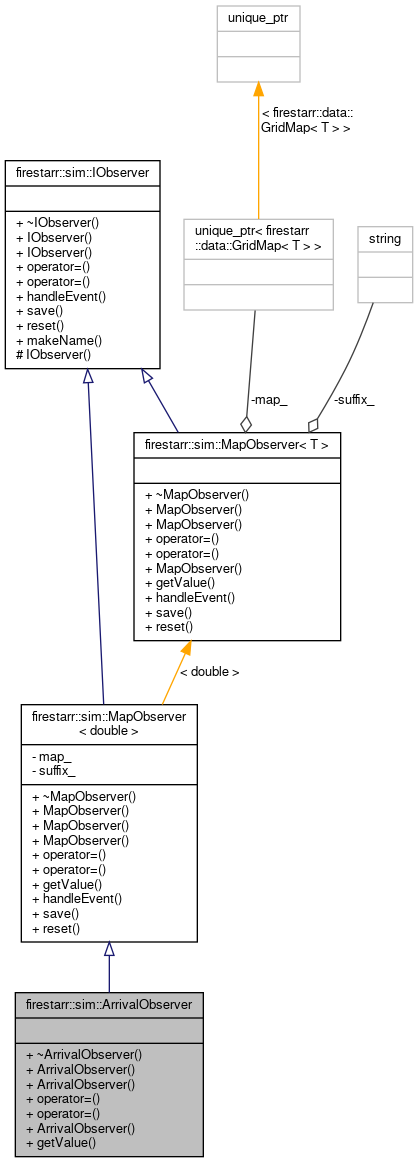 unique_ptr
< firestarr::data::
GridMap< T > >
firestarr::sim::IObserver
+ ~IObserver()
+ IObserver()
+ IObserver()
+ operator=()
+ operator=()
+ handleEvent()
+ save()
+ reset()
+ makeName()
# IObserver()
unique_ptr< firestarr
::data::GridMap< T > >
string
-map_
-suffix_
firestarr::sim::MapObserver< T >
+ ~MapObserver()
+ MapObserver()
+ MapObserver()
+ operator=()
+ operator=()
+ MapObserver()
+ getValue()
+ handleEvent()
+ save()
+ reset()
< double >
firestarr::sim::MapObserver
< double >
- map_
- suffix_
+ ~MapObserver()
+ MapObserver()
+ MapObserver()
+ MapObserver()
+ operator=()
+ operator=()
+ getValue()
+ handleEvent()
+ save()
+ reset()
firestarr::sim::ArrivalObserver
+ ~ArrivalObserver()
+ ArrivalObserver()
+ ArrivalObserver()
+ operator=()
+ operator=()
+ ArrivalObserver()
+ getValue()